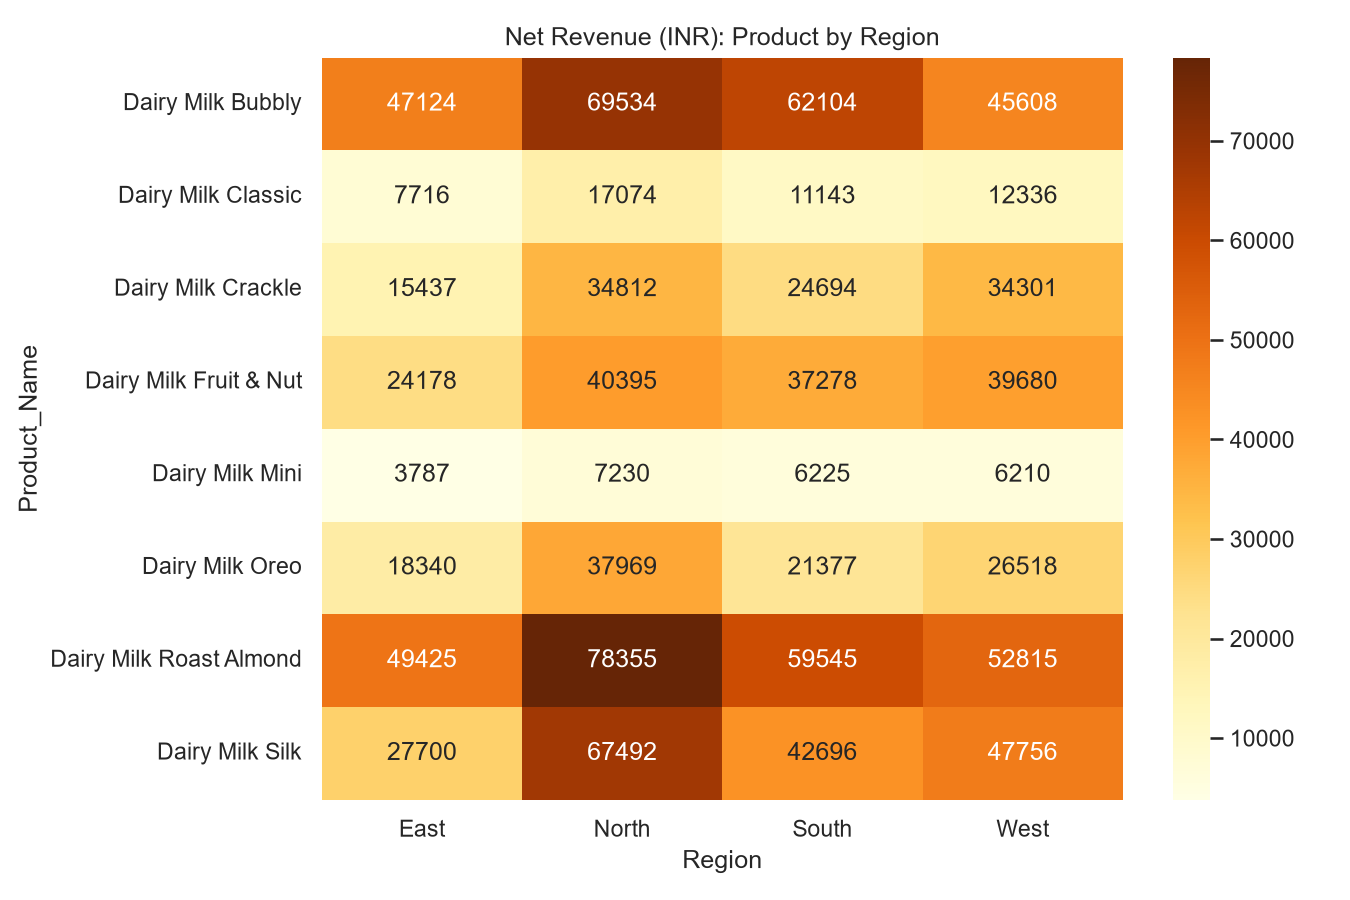 Net Revenue (INR): Product by Region
Product_Name
Dairy Milk Bubbly 47124 69534 62104 45608
Dairy Milk Classic 7716 17074 11143 12336
Dairy Milk Crackle 15437 34812 24694 34301
Dairy Milk Fruit & Nut 24178 40395 37278 39680
Dairy Milk Mini 3787 7230 6225 6210
Dairy Milk Oreo 18340 37969 21377 26518
Dairy Milk Roast Almond 49425 78355 59545 52815
Dairy Milk Silk 27700 67492 42696 47756
East North South West
Region
70000
60000
50000
40000
30000
20000
10000